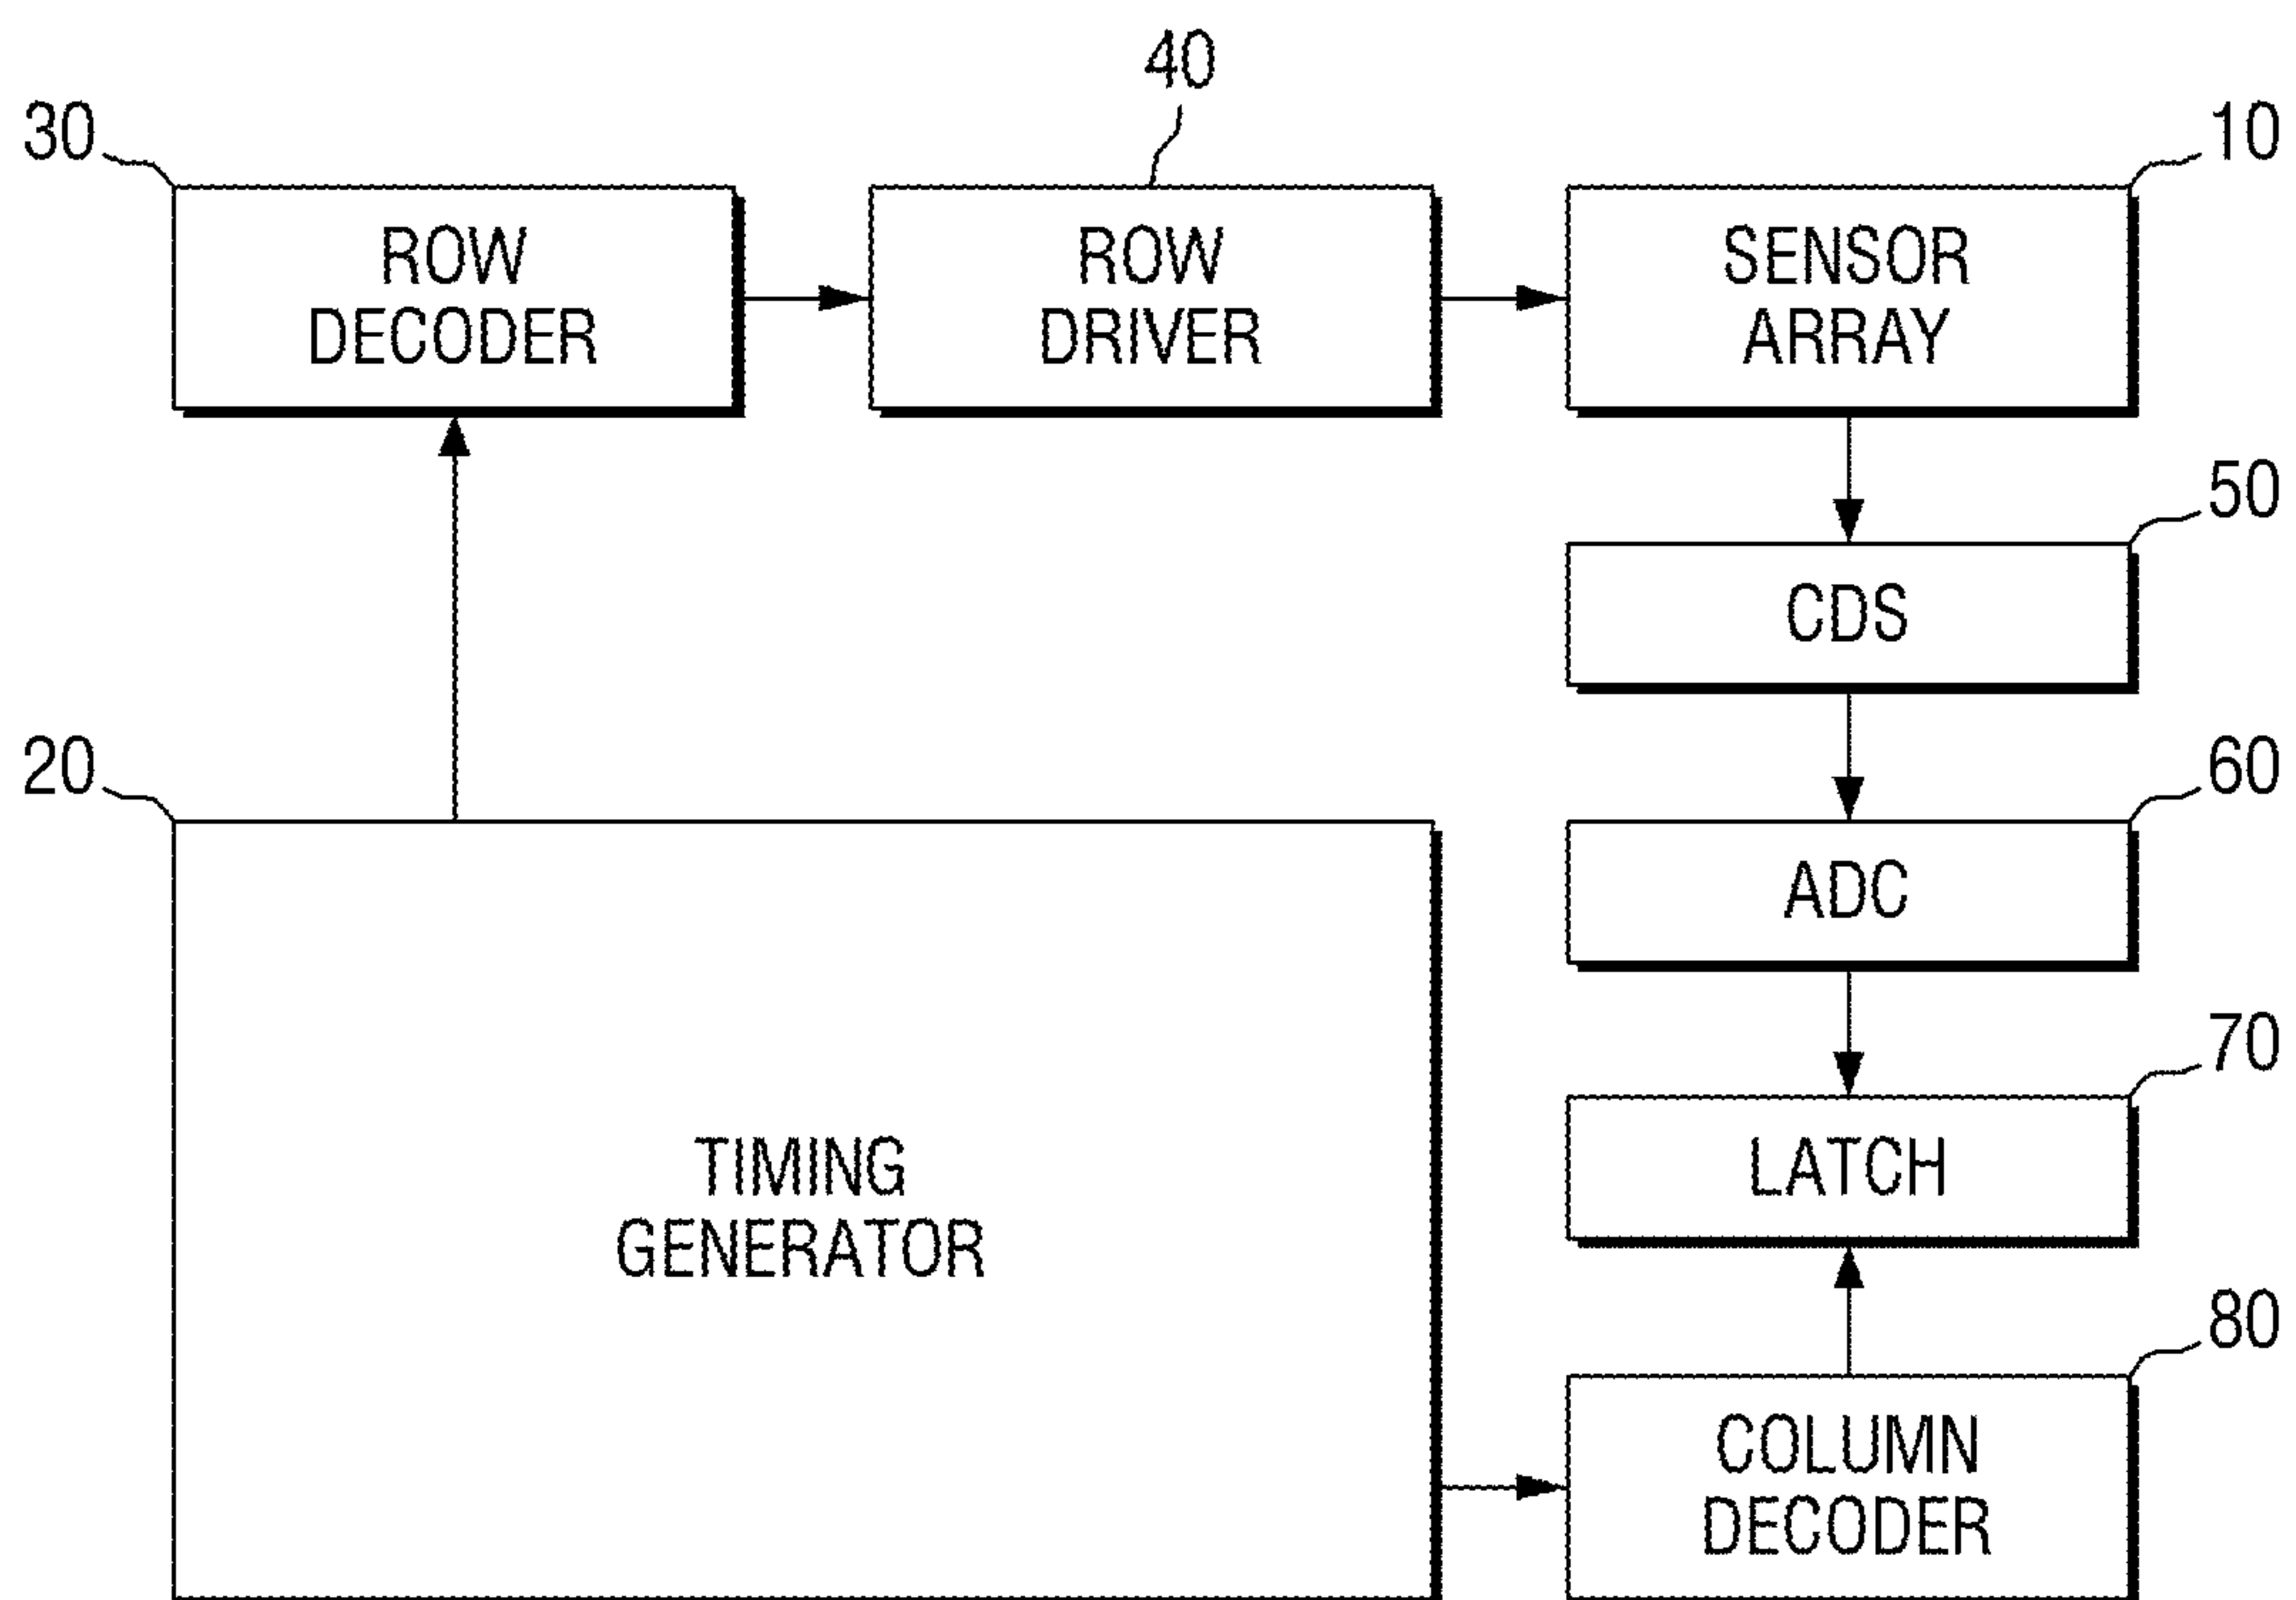 40
30
10
ROW
DECODER
ROW
DRIVER
SENSOR
ARRAY
50
CDS
20
60
ADC
70
LATCH
TIMING
GENERATOR
80
COLUMN
DECODER